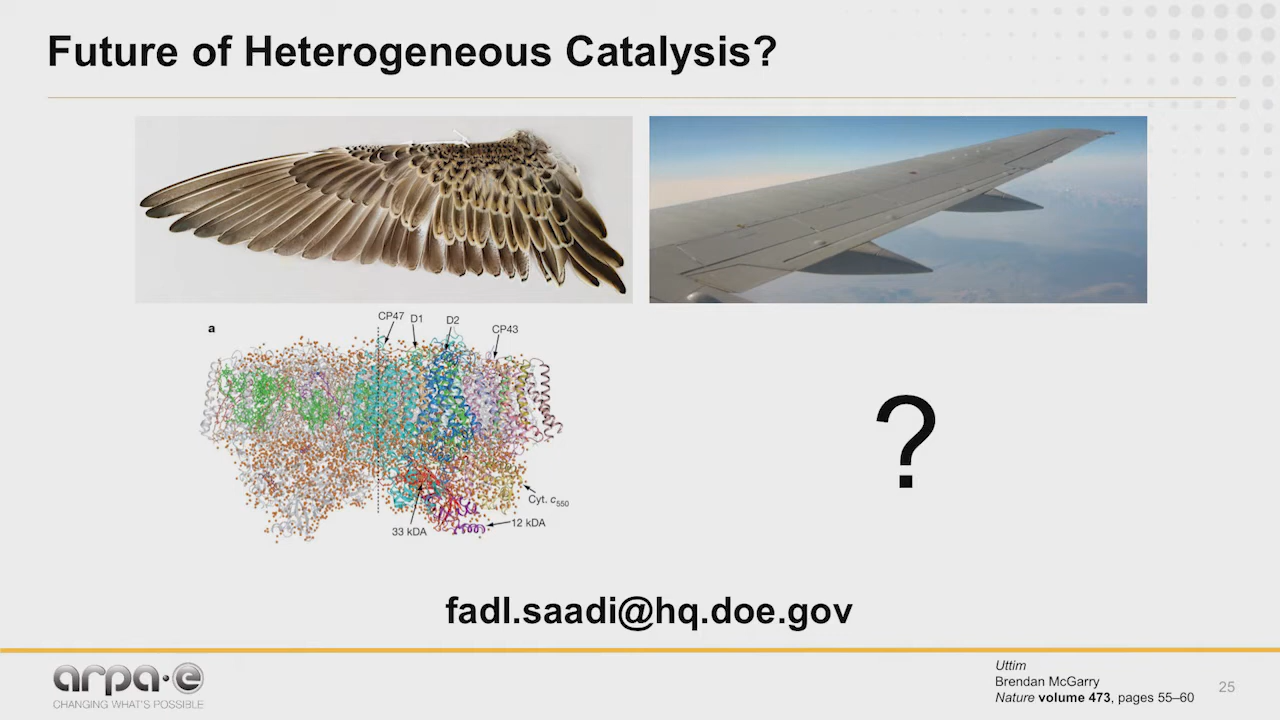 Future of Heterogeneous Catalysis?
a
CP47
D1
D2
CP43
Cyt. c550
12 kDA
33 kDA
?
fadl.saadi@hq.doe.gov
arpa·e
CHANGING WHAT'S POSSIBLE
Uttim
Brendan McGarry
Nature volume 473, pages 55–60
25